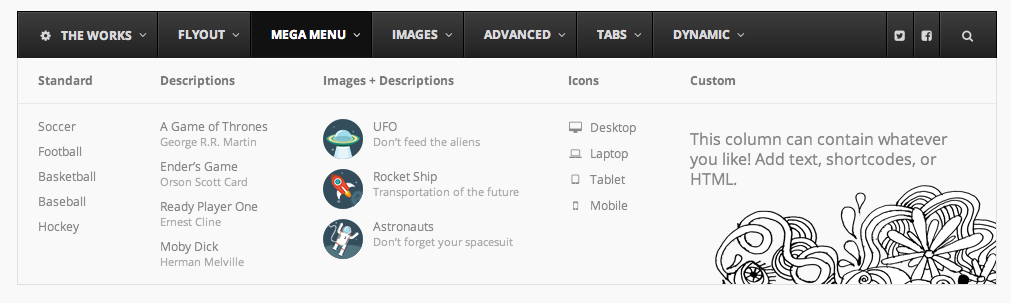 THE WORKS
FLYOUT
MEGA MENU
IMAGES
ADVANCED
TABS
DYNAMIC
Standard
Descriptions
Images + Descriptions
Icons
Custom
Soccer
Football
Basketball
Baseball
Hockey
A Game of Thrones
George R.R. Martin
Ender’s Game
Orson Scott Card
Ready Player One
Ernest Cline
Moby Dick
Herman Melville
UFO
Don’t feed the aliens
Rocket Ship
Transportation of the future
Astronauts
Don’t forget your spacesuit
Desktop
Laptop
Tablet
Mobile
This column can contain whatever
you like! Add text, shortcodes, or
HTML.